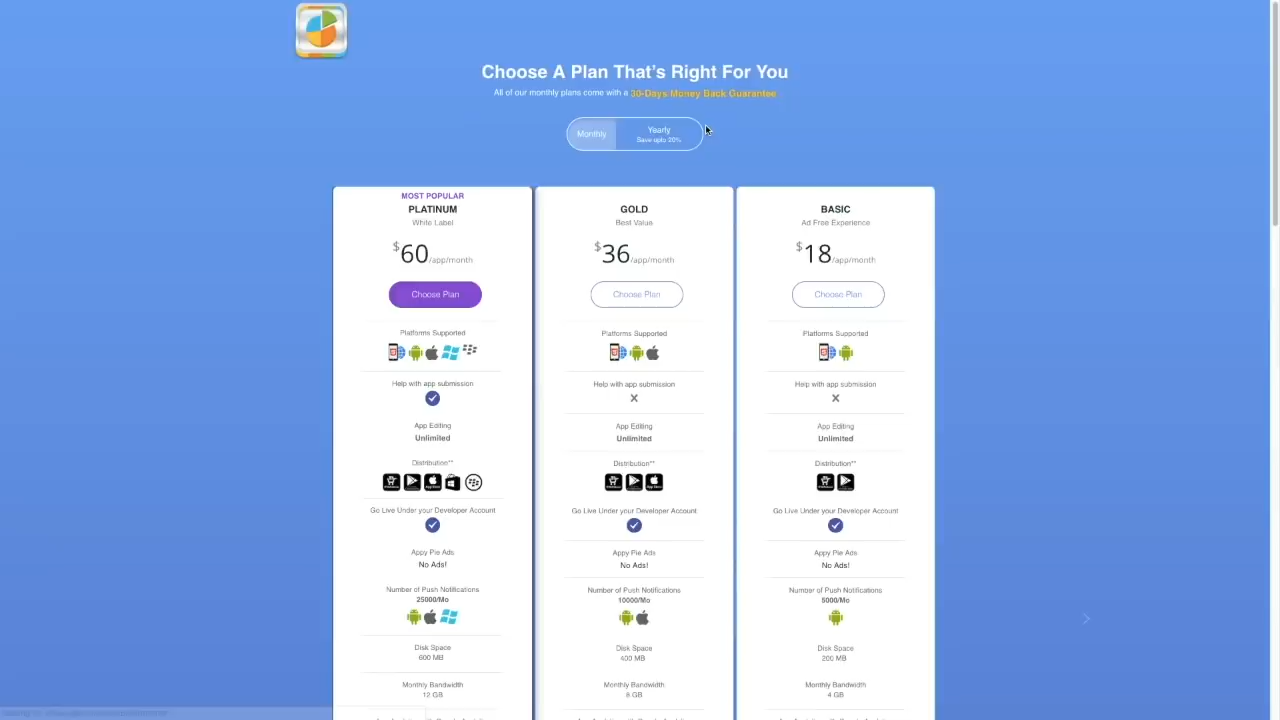 Choose A Plan That's Right For You
All of our monthly plans come with a 30-Days Money Back Guarantee
Monthly
Yearly
Save upto 20%
MOST POPULAR
PLATINUM
White Label
$60/app/month
Choose Plan
Platforms Supported
Help with app submission
App Editing
Unlimited
Distribution**
Go Live Under your Developer Account
Appy Pie Ads
No Ads!
Number of Push Notifications
25000/Mo
Disk Space
600 MB
Monthly Bandwidth
12 GB
GOLD
Best Value
$36/app/month
Choose Plan
Platforms Supported
Help with app submission
App Editing
Unlimited
Distribution**
Go Live Under your Developer Account
Appy Pie Ads
No Ads!
Number of Push Notifications
10000/Mo
Disk Space
400 MB
Monthly Bandwidth
8 GB
BASIC
Ad Free Experience
$18/app/month
Choose Plan
Platforms Supported
Help with app submission
App Editing
Unlimited
Distribution**
Go Live Under your Developer Account
Appy Pie Ads
No Ads!
Number of Push Notifications
5000/Mo
Disk Space
200 MB
Monthly Bandwidth
4 GB